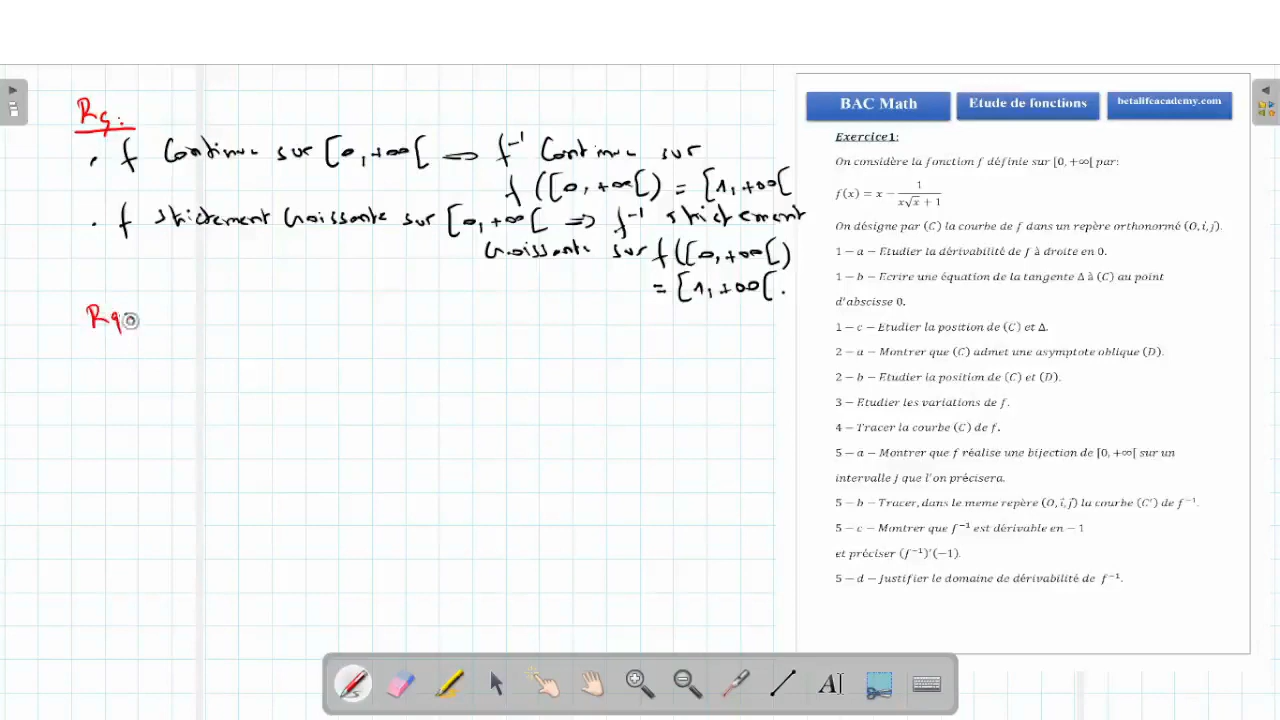 Rq:
. f Continue sur [0,+∞[ ⟹ f⁻¹ Continue sur
f ([0,+∞[) = [1,+∞[
. f strictement croissante sur [0,+∞[ ⟹ f⁻¹ strictement
croissante sur f([0,+∞[)
= [1,+∞[.
Rq
BAC Math
Etude de fonctions
betalifeacademy.com
Exercice1:
On considère la fonction f définie sur [0, +∞[ par:
f(x) = x − 1/(x√x + 1)
On désigne par (C) la courbe de f dans un repère orthonormé (O, i, j).
1 − a − Etudier la dérivabilité de f à droite en 0.
1 − b − Ecrire une équation de la tangente Δ à (C) au point
d'abscisse 0.
1 − c − Etudier la position de (C) et Δ.
2 − a − Montrer que (C) admet une asymptote oblique (D).
2 − b − Etudier la position de (C) et (D).
3 − Etudier les variations de f.
4 − Tracer la courbe (C) de f.
5 − a − Montrer que f réalise une bijection de [0, +∞[ sur un
intervalle j que l'on précisera.
5 − b − Tracer, dans le meme repère (O, i, j) la courbe (C') de f⁻¹.
5 − c − Montrer que f⁻¹ est dérivable en − 1
et préciser (f⁻¹)'(−1).
5 − d − Justifier le domaine de dérivabilité de f⁻¹.